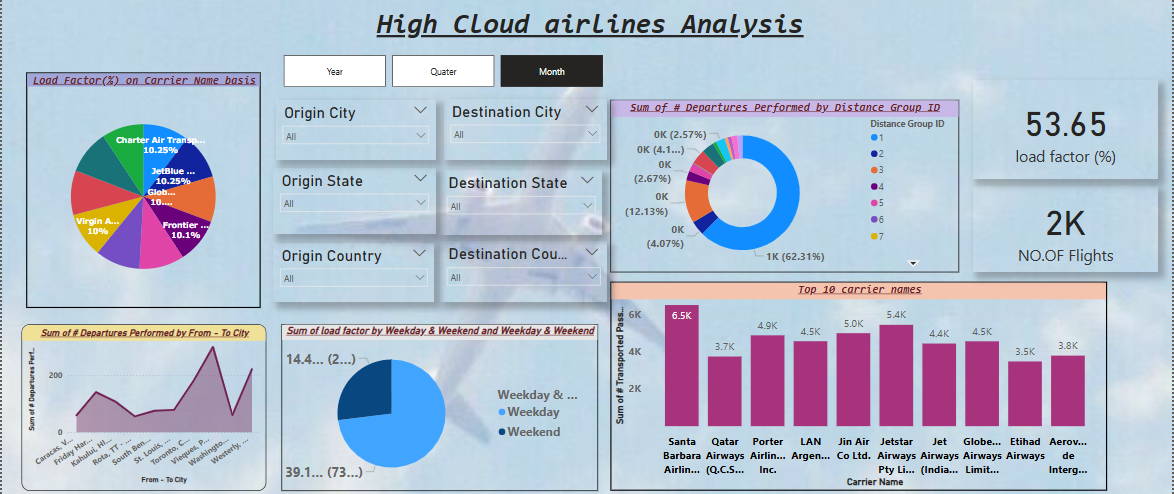 High Cloud airlines Analysis
Year
Quater
Month
Load Factor(%) on Carrier Name basis
Charter Air Transp...
10.25%
JetBlue ...
10.25%
Glob...
10....
Frontier ...
10.1%
Virgin A...
10%
Origin City
All
Destination City
All
Origin State
All
Destination State
All
Origin Country
All
Destination Cou...
All
Sum of # Departures Performed by Distance Group ID
0K (2.57%)
0K (4.1...)
0K
(2.67%)
0K
(12.13%)
0K
(4.07%)
1K (62.31%)
Distance Group ID
1
2
3
4
5
6
7
53.65
load factor (%)
2K
NO.OF Flights
Sum of # Departures Performed by From - To City
Sum of # Departures Perf...
200
0
Caracas, V...
Friday Har...
Kahului, HI...
Rota, TT - ...
South Ben...
St. Louis, ...
Toronto, C...
Vieques, P...
Washingto...
Westerly, ...
From - To City
Sum of load factor by Weekday & Weekend and Weekday & Weekend
14.4... (2...)
39.1... (73...)
Weekday & ...
Weekday
Weekend
Top 10 carrier names
Sum of # Transported Pass...
6K
4K
2K
6.5K
3.7K
4.9K
4.5K
5.0K
5.4K
4.4K
4.5K
3.5K
3.8K
Santa
Barbara
Airlin...
Qatar
Airways
(Q.C.S...
Porter
Airlin...
Inc.
LAN
Argen...
Jin Air
Co Ltd.
Jetstar
Airways
Pty Li...
Jet
Airways
(India...
Globe...
Airways
Limit...
Etihad
Airways
Aerov...
de
Interg...
Carrier Name